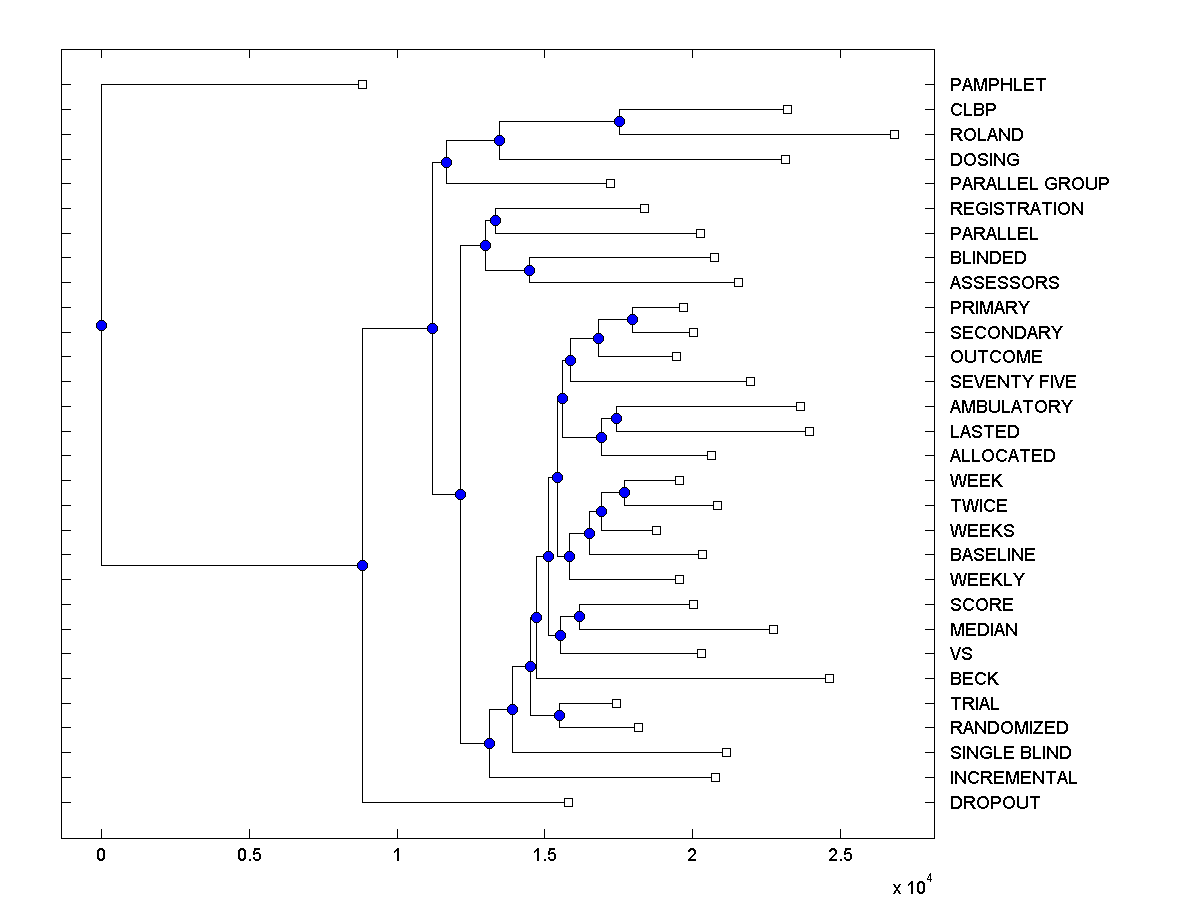 PAMPHLET
CLBP
ROLAND
DOSING
PARALLEL GROUP
REGISTRATION
PARALLEL
BLINDED
ASSESSORS
PRIMARY
SECONDARY
OUTCOME
SEVENTY FIVE
AMBULATORY
LASTED
ALLOCATED
WEEK
TWICE
WEEKS
BASELINE
WEEKLY
SCORE
MEDIAN
VS
BECK
TRIAL
RANDOMIZED
SINGLE BLIND
INCREMENTAL
DROPOUT
0 0.5 1 1.5 2 2.5
x 10^4